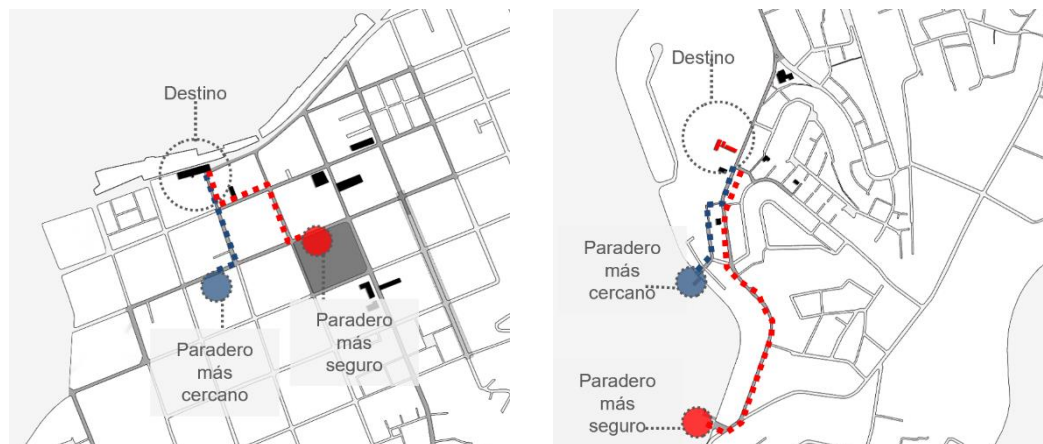 Destino
Paradero
más
cercano
Paradero
más
seguro
Destino
Paradero
más
cercano
Paradero
más
seguro